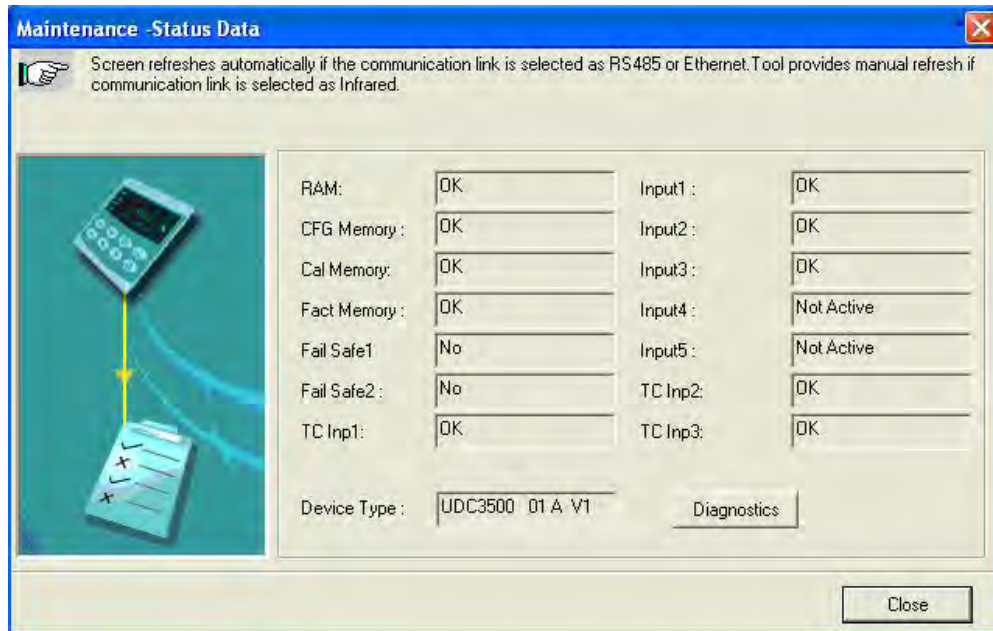 Maintenance -Status Data
Screen refreshes automatically if the communication link is selected as RS485 or Ethernet.Tool provides manual refresh if
communication link is selected as Infrared.
RAM: OK Input1 : OK
CFG Memory : OK Input2 : OK
Cal Memory: OK Input3 : OK
Fact Memory : OK Input4 : Not Active
Fail Safe1 No Input5 : Not Active
Fail Safe2 : No TC Inp2: OK
TC Inp1: OK TC Inp3: OK
Device Type : UDC3500 01 A V1 Diagnostics
Close